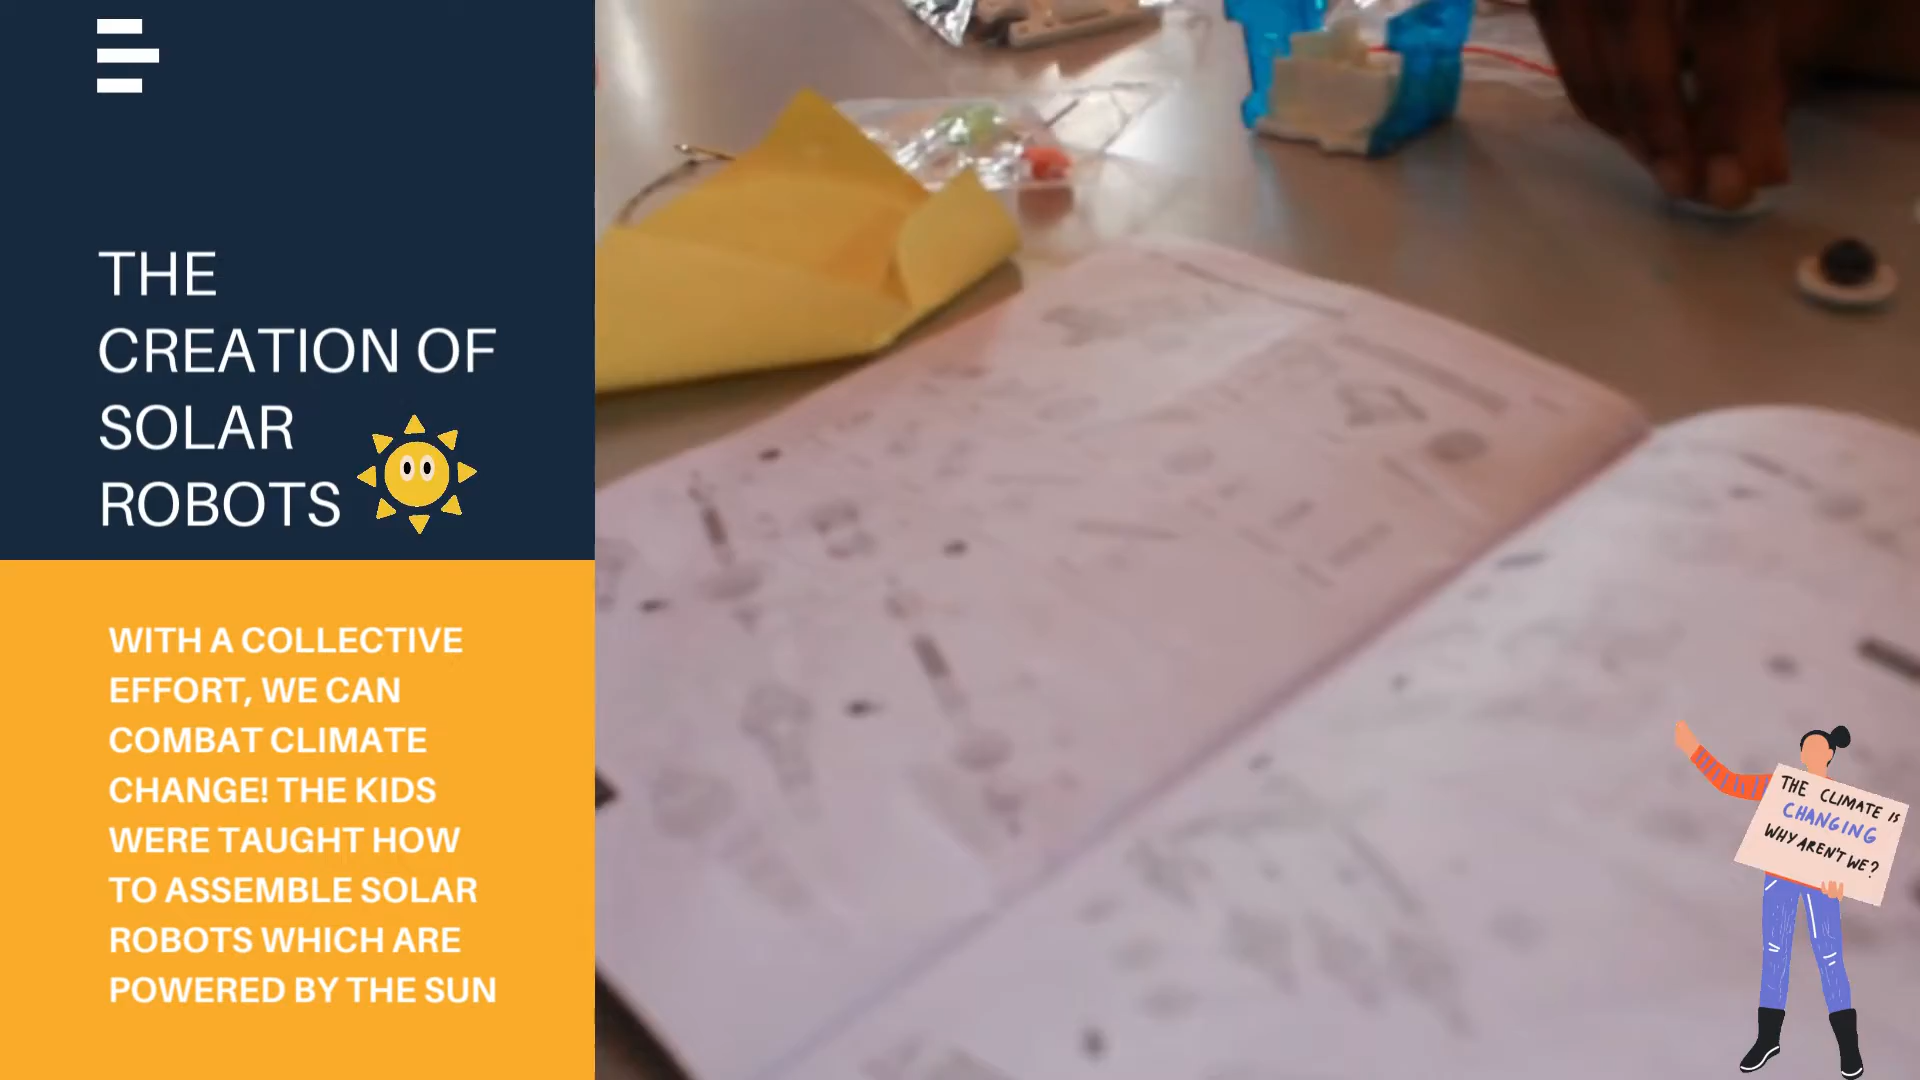 THE
CREATION OF
SOLAR
ROBOTS
WITH A COLLECTIVE
EFFORT, WE CAN
COMBAT CLIMATE
CHANGE! THE KIDS
WERE TAUGHT HOW
TO ASSEMBLE SOLAR
ROBOTS WHICH ARE
POWERED BY THE SUN
THE CLIMATE IS
CHANGING
WHY AREN'T WE?